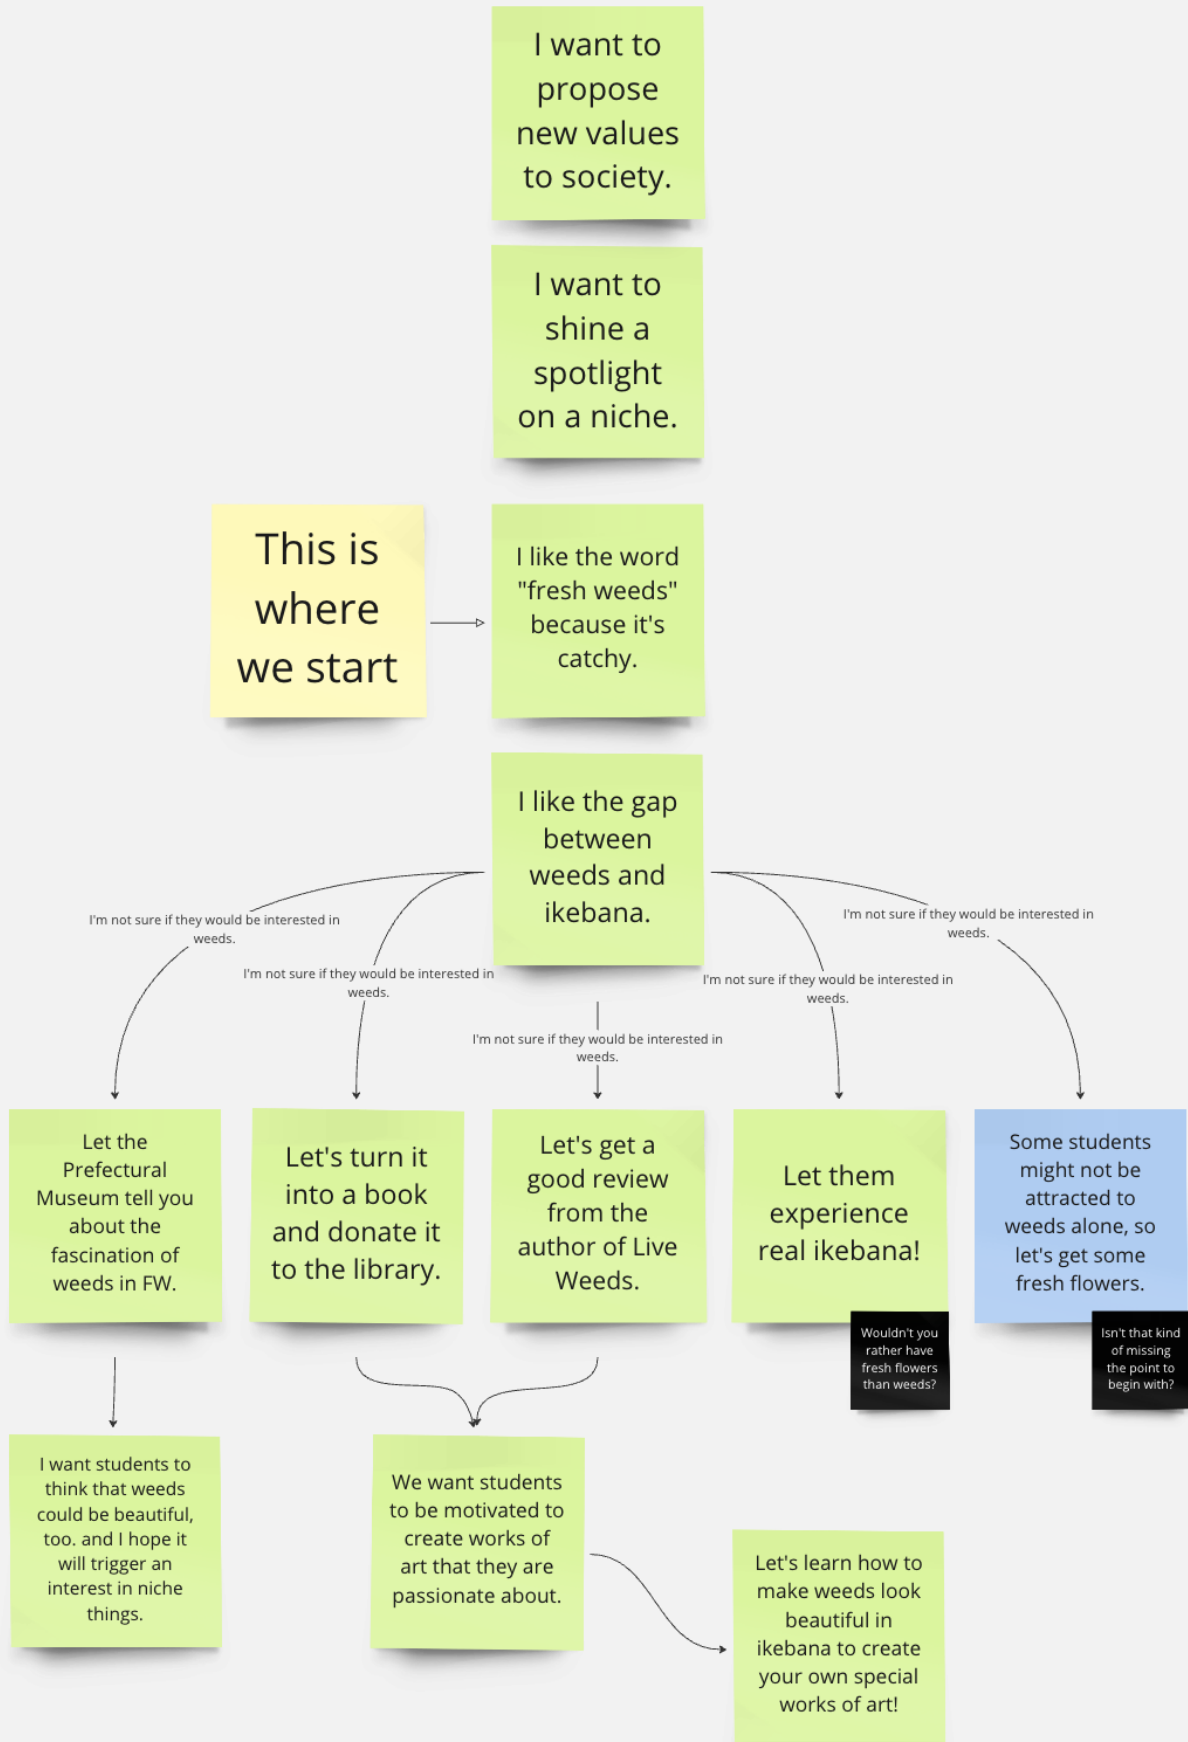 I want to
propose
new values
to society.
I want to
shine a
spotlight
on a niche.
This is
where
we start
I like the word
"fresh weeds"
because it's
catchy.
I like the gap
between
weeds and
ikebana.
I'm not sure if they would be interested in
weeds.
I'm not sure if they would be interested in
weeds.
I'm not sure if they would be interested in
weeds.
I'm not sure if they would be interested in
weeds.
I'm not sure if they would be interested in
weeds.
Let the
Prefectural
Museum tell you
about the
fascination of
weeds in FW.
Let's turn it
into a book
and donate it
to the library.
Let's get a
good review
from the
author of Live
Weeds.
Let them
experience
real ikebana!
Wouldn't you
rather have
fresh flowers
than weeds?
Some students
might not be
attracted to
weeds alone, so
let's get some
fresh flowers.
Isn't that kind
of missing
the point to
begin with?
I want students to
think that weeds
could be beautiful,
too. and I hope it
will trigger an
interest in niche
things.
We want students
to be motivated to
create works of
art that they are
passionate about.
Let's learn how to
make weeds look
beautiful in
ikebana to create
your own special
works of art!